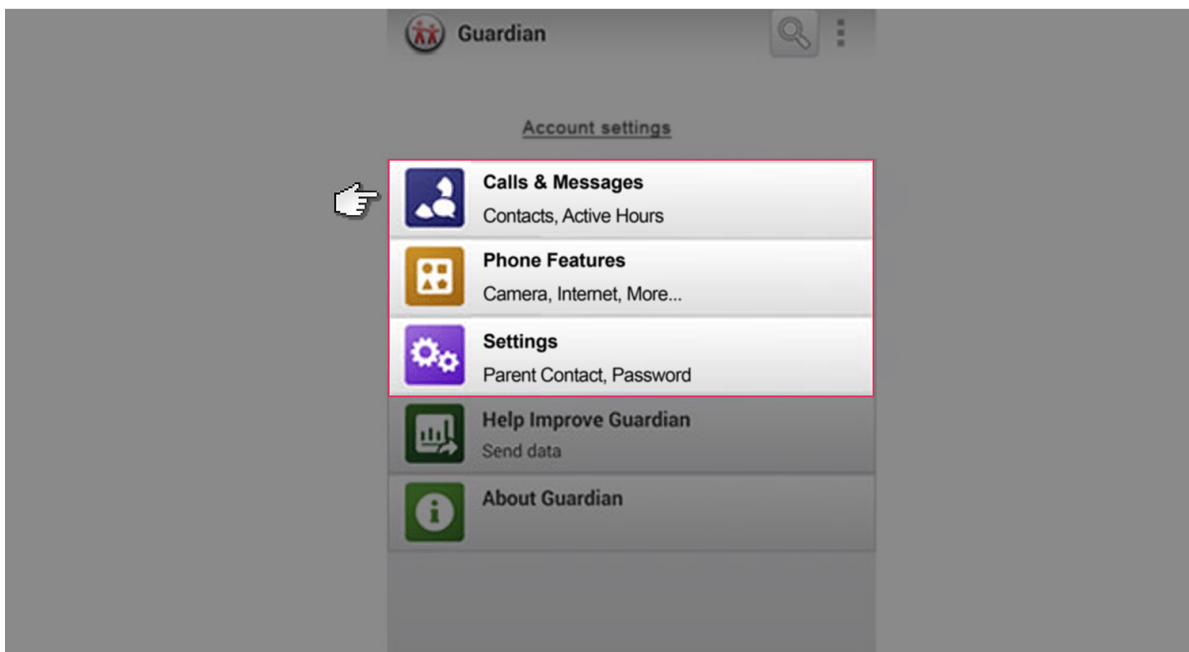 Guardian
Account settings
Calls & Messages
Contacts, Active Hours
Phone Features
Camera, Internet, More...
Settings
Parent Contact, Password
Help Improve Guardian
Send data
About Guardian